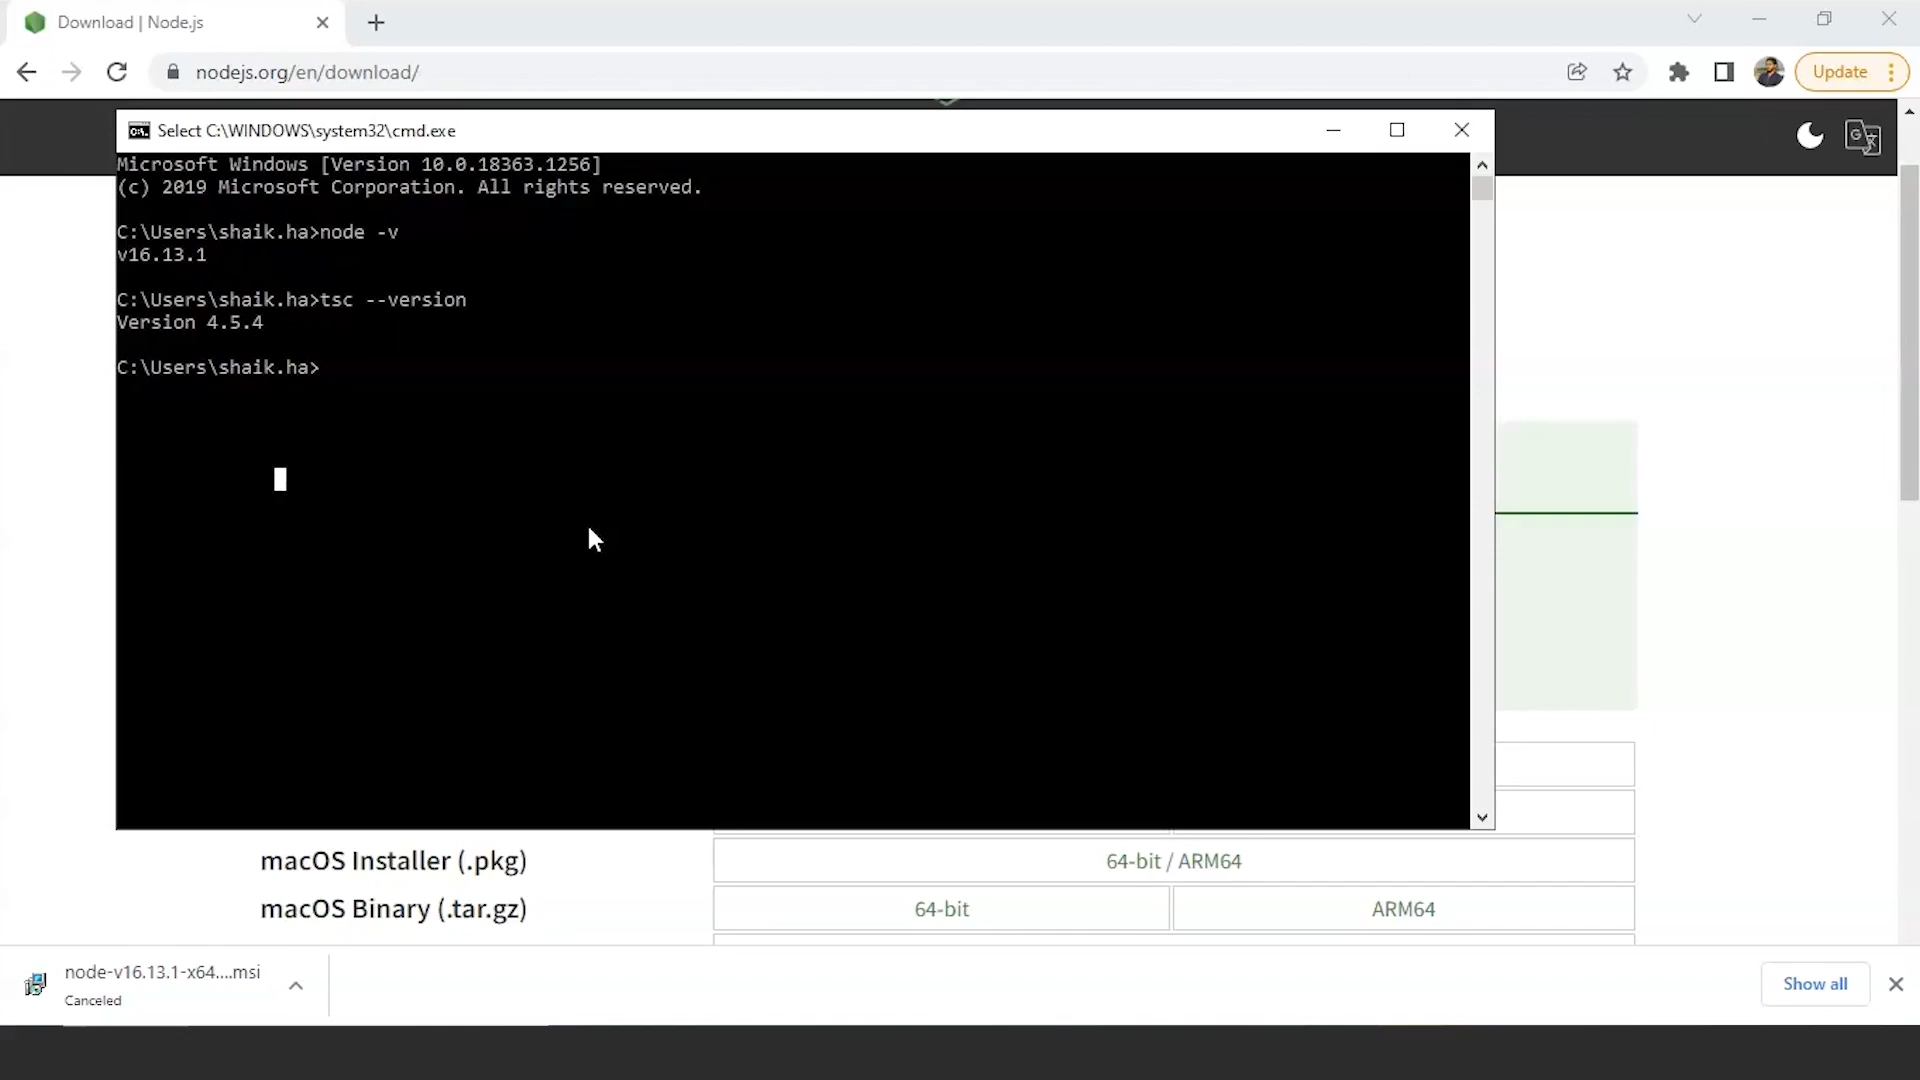 Download | Node.js
nodejs.org/en/download/
Update
Select C:\WINDOWS\system32\cmd.exe
Microsoft Windows [Version 10.0.18363.1256]
(c) 2019 Microsoft Corporation. All rights reserved.
C:\Users\shaik.ha>node -v
v16.13.1
C:\Users\shaik.ha>tsc --version
Version 4.5.4
C:\Users\shaik.ha>
macOS Installer (.pkg) 64-bit / ARM64
macOS Binary (.tar.gz) 64-bit ARM64
node-v16.13.1-x64....msi
Canceled
Show all